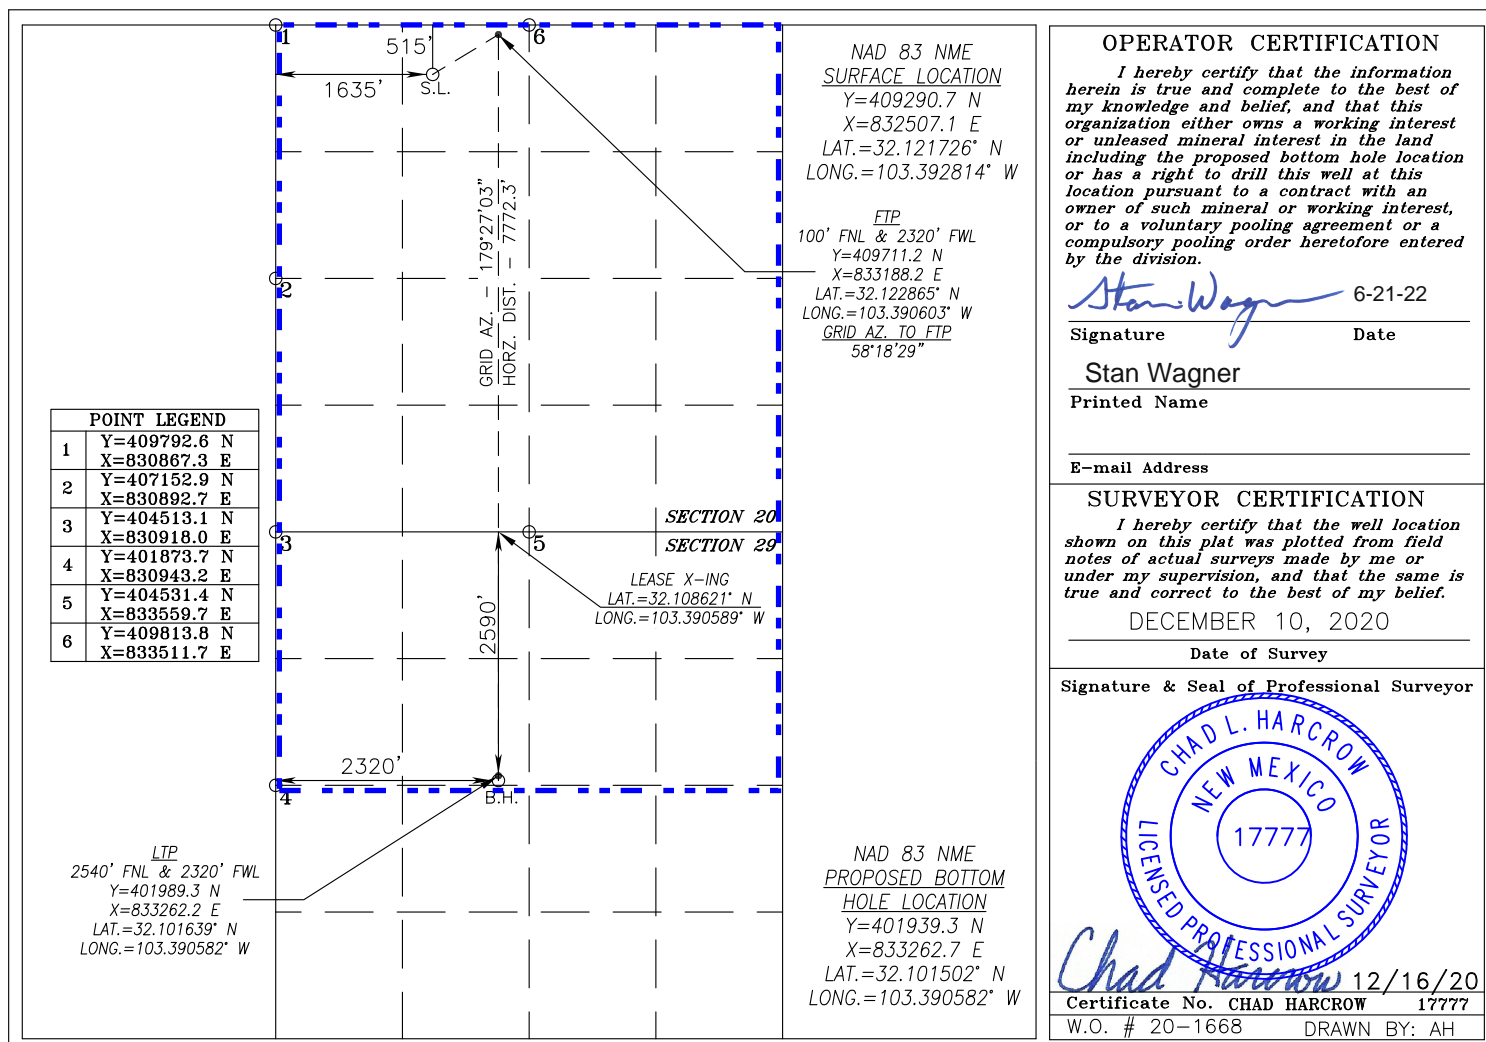 1
6
515'
1635'
S.L.
2
GRID AZ. - 179°27'03"
HORZ. DIST. - 7772.3'
SECTION 20
SECTION 29
3
5
LEASE X-ING
LAT.=32.108621° N
LONG.=103.390589° W
2590'
2320'
4
B.H.
POINT LEGEND
1 Y=409792.6 N
X=830867.3 E
2 Y=407152.9 N
X=830892.7 E
3 Y=404513.1 N
X=830918.0 E
4 Y=401873.7 N
X=830943.2 E
5 Y=404531.4 N
X=833559.7 E
6 Y=409813.8 N
X=833511.7 E
LTP
2540' FNL & 2320' FWL
Y=401989.3 N
X=833262.2 E
LAT.=32.101639° N
LONG.=103.390582° W
NAD 83 NME
SURFACE LOCATION
Y=409290.7 N
X=832507.1 E
LAT.=32.121726° N
LONG.=103.392814° W
FTP
100' FNL & 2320' FWL
Y=409711.2 N
X=833188.2 E
LAT.=32.122865° N
LONG.=103.390603° W
GRID AZ. TO FTP
58°18'29"
NAD 83 NME
PROPOSED BOTTOM
HOLE LOCATION
Y=401939.3 N
X=833262.7 E
LAT.=32.101502° N
LONG.=103.390582° W
OPERATOR CERTIFICATION
I hereby certify that the information
herein is true and complete to the best of
my knowledge and belief, and that this
organization either owns a working interest
or unleased mineral interest in the land
including the proposed bottom hole location
or has a right to drill this well at this
location pursuant to a contract with an
owner of such mineral or working interest,
or to a voluntary pooling agreement or a
compulsory pooling order heretofore entered
by the division.
Stan Wagner 6-21-22
Signature Date
Stan Wagner
Printed Name
E-mail Address
SURVEYOR CERTIFICATION
I hereby certify that the well location
shown on this plat was plotted from field
notes of actual surveys made by me or
under my supervision, and that the same is
true and correct to the best of my belief.
DECEMBER 10, 2020
Date of Survey
Signature & Seal of Professional Surveyor
CHAD L. HARCROW
NEW MEXICO
17777
LICENSED PROFESSIONAL SURVEYOR
Chad Harcrow 12/16/20
Certificate No. CHAD HARCROW 17777
W.O. # 20-1668 DRAWN BY: AH